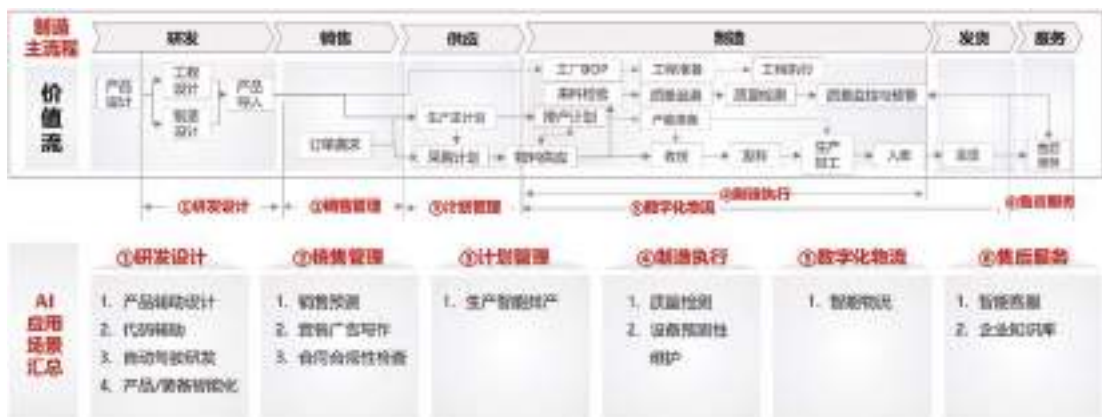 制造
主流程
研发
销售
供应
制造
发货
服务
价
值
流
产品
设计
工程
设计
制造
设计
产品
导入
订单需求
生产主计划
采购计划
工厂BOP
来料检验
排产计划
物料供应
工程准备
工程执行
质量监测
质量检测
质量监控与预警
产能准备
收货
发料
生产
加工
入库
售后
服务
①研发设计
②销售管理
③计划管理
④制造执行
⑤数字化物流
⑥售后服务
AI
应用
场景
汇总
①研发设计
1. 产品辅助设计
2. 代码辅助
3. 自动驾驶研发
4. 产品/装备智能化
②销售管理
1. 销售预测
2. 营销广告写作
3. 合同合规性检查
③计划管理
1. 生产智能排产
④制造执行
1. 质量检测
2. 设备预测性
维护
⑤数字化物流
1. 智能物流
⑥售后服务
1. 智能客服
2. 企业知识库